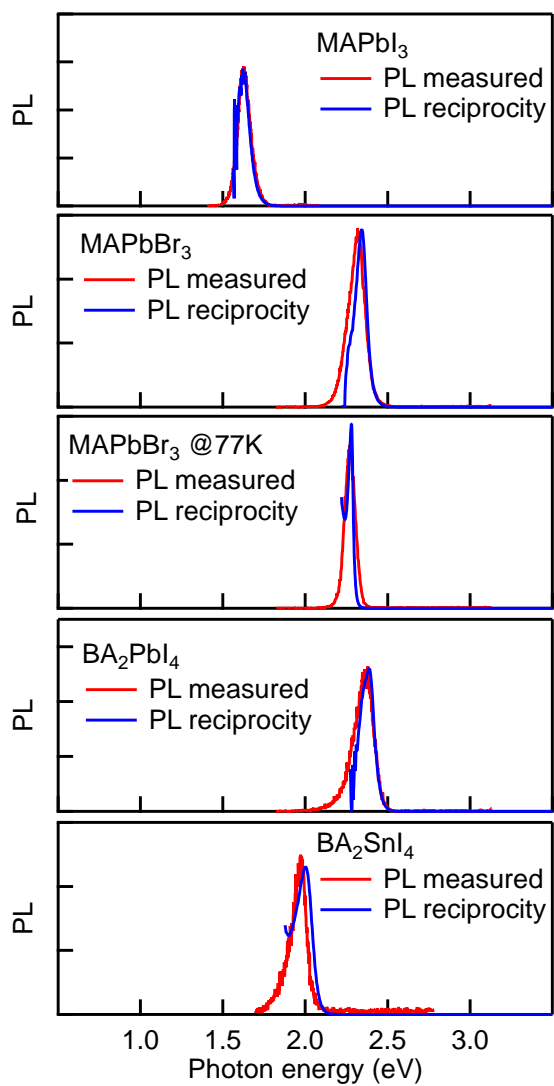 PL
MAPbI₃
PL measured
PL reciprocity
PL
MAPbBr₃
PL measured
PL reciprocity
PL
MAPbBr₃ @77K
PL measured
PL reciprocity
PL
BA₂PbI₄
PL measured
PL reciprocity
PL
BA₂SnI₄
PL measured
PL reciprocity
1.0 1.5 2.0 2.5 3.0
Photon energy (eV)